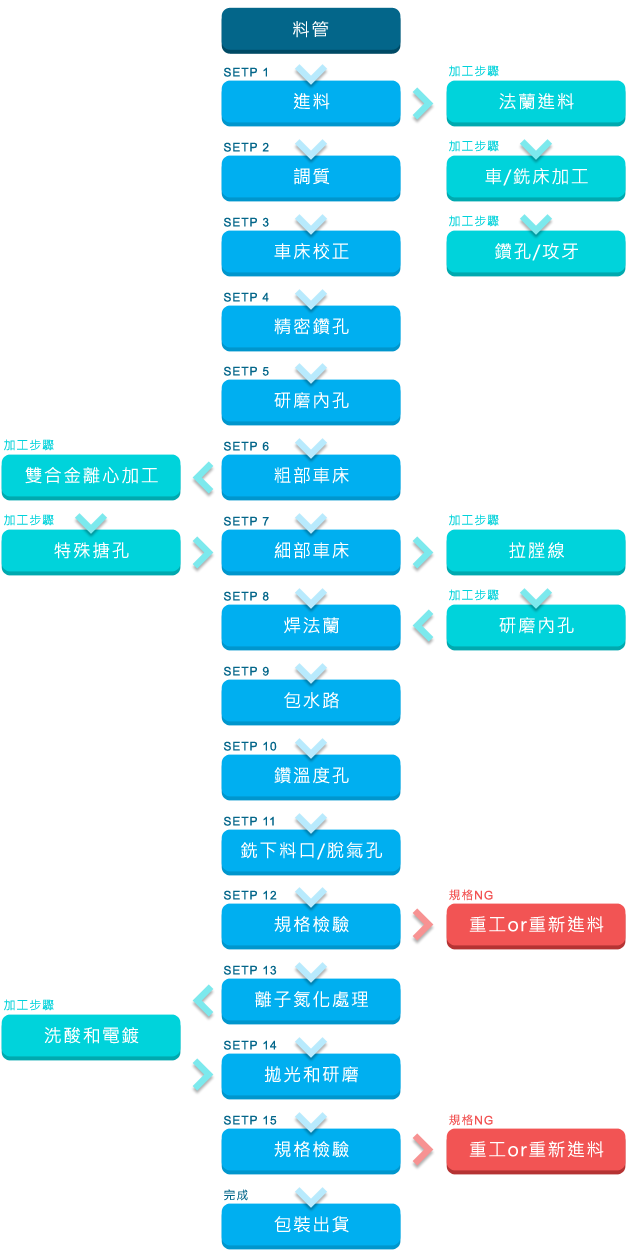 料管
SETP 1
加工步驟
進料
法蘭進料
SETP 2
加工步驟
調質
車/銑床加工
SETP 3
加工步驟
車床校正
鑽孔/攻牙
SETP 4
精密鑽孔
SETP 5
研磨內孔
加工步驟
SETP 6
雙合金離心加工
粗部車床
加工步驟
SETP 7
加工步驟
特殊搪孔
細部車床
拉膛線
SETP 8
加工步驟
焊法蘭
研磨內孔
SETP 9
包水路
SETP 10
鑽溫度孔
SETP 11
銑下料口/脫氣孔
SETP 12
規格NG
規格檢驗
重工or重新進料
SETP 13
離子氮化處理
加工步驟
洗酸和電鍍
SETP 14
拋光和研磨
SETP 15
規格NG
規格檢驗
重工or重新進料
完成
包裝出貨